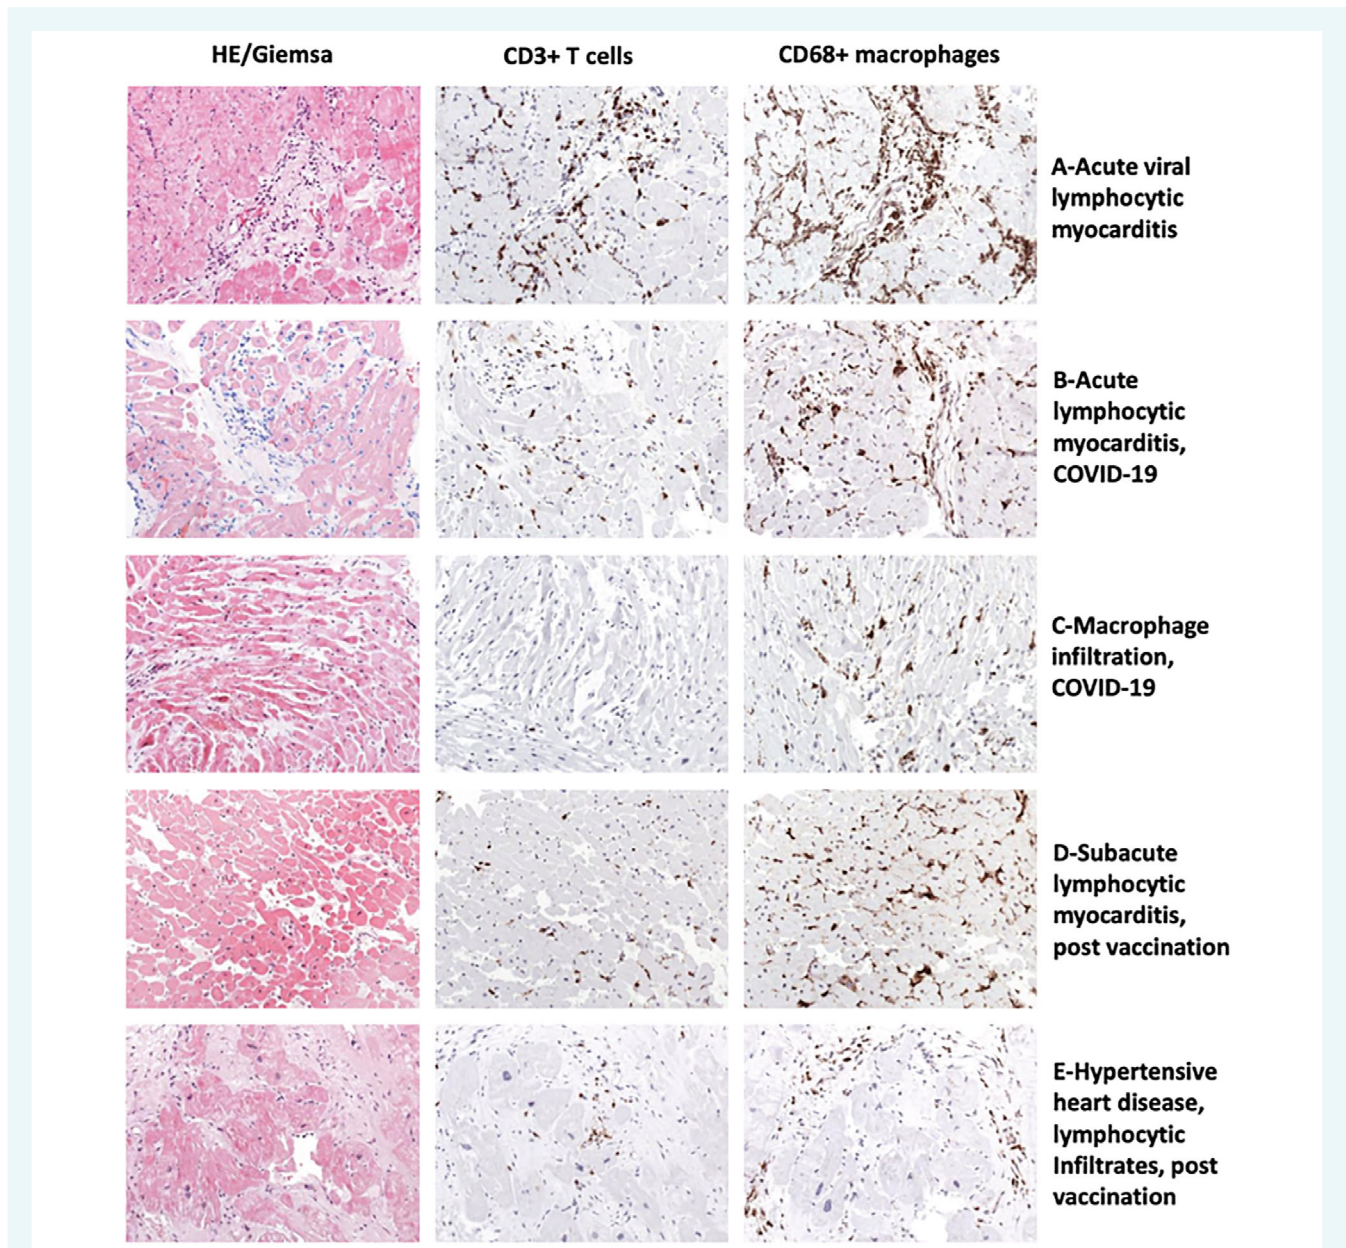 HE/Giemsa
CD3+ T cells
CD68+ macrophages
A-Acute viral
lymphocytic
myocarditis
B-Acute
lymphocytic
myocarditis,
COVID-19
C-Macrophage
infiltration,
COVID-19
D-Subacute
lymphocytic
myocarditis,
post vaccination
E-Hypertensive
heart disease,
lymphocytic
Infiltrates, post
vaccination